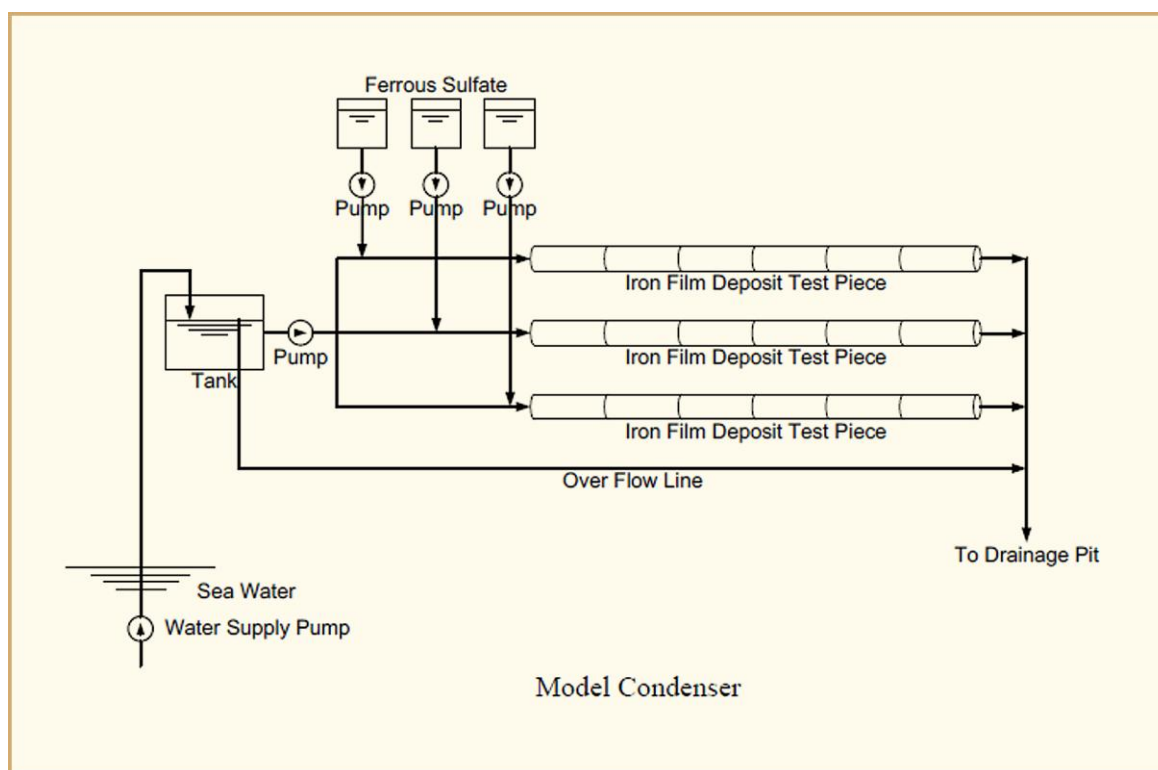 Ferrous Sulfate
Pump
Pump
Pump
Iron Film Deposit Test Piece
Pump
Iron Film Deposit Test Piece
Tank
Iron Film Deposit Test Piece
Over Flow Line
To Drainage Pit
Sea Water
Water Supply Pump
Model Condenser